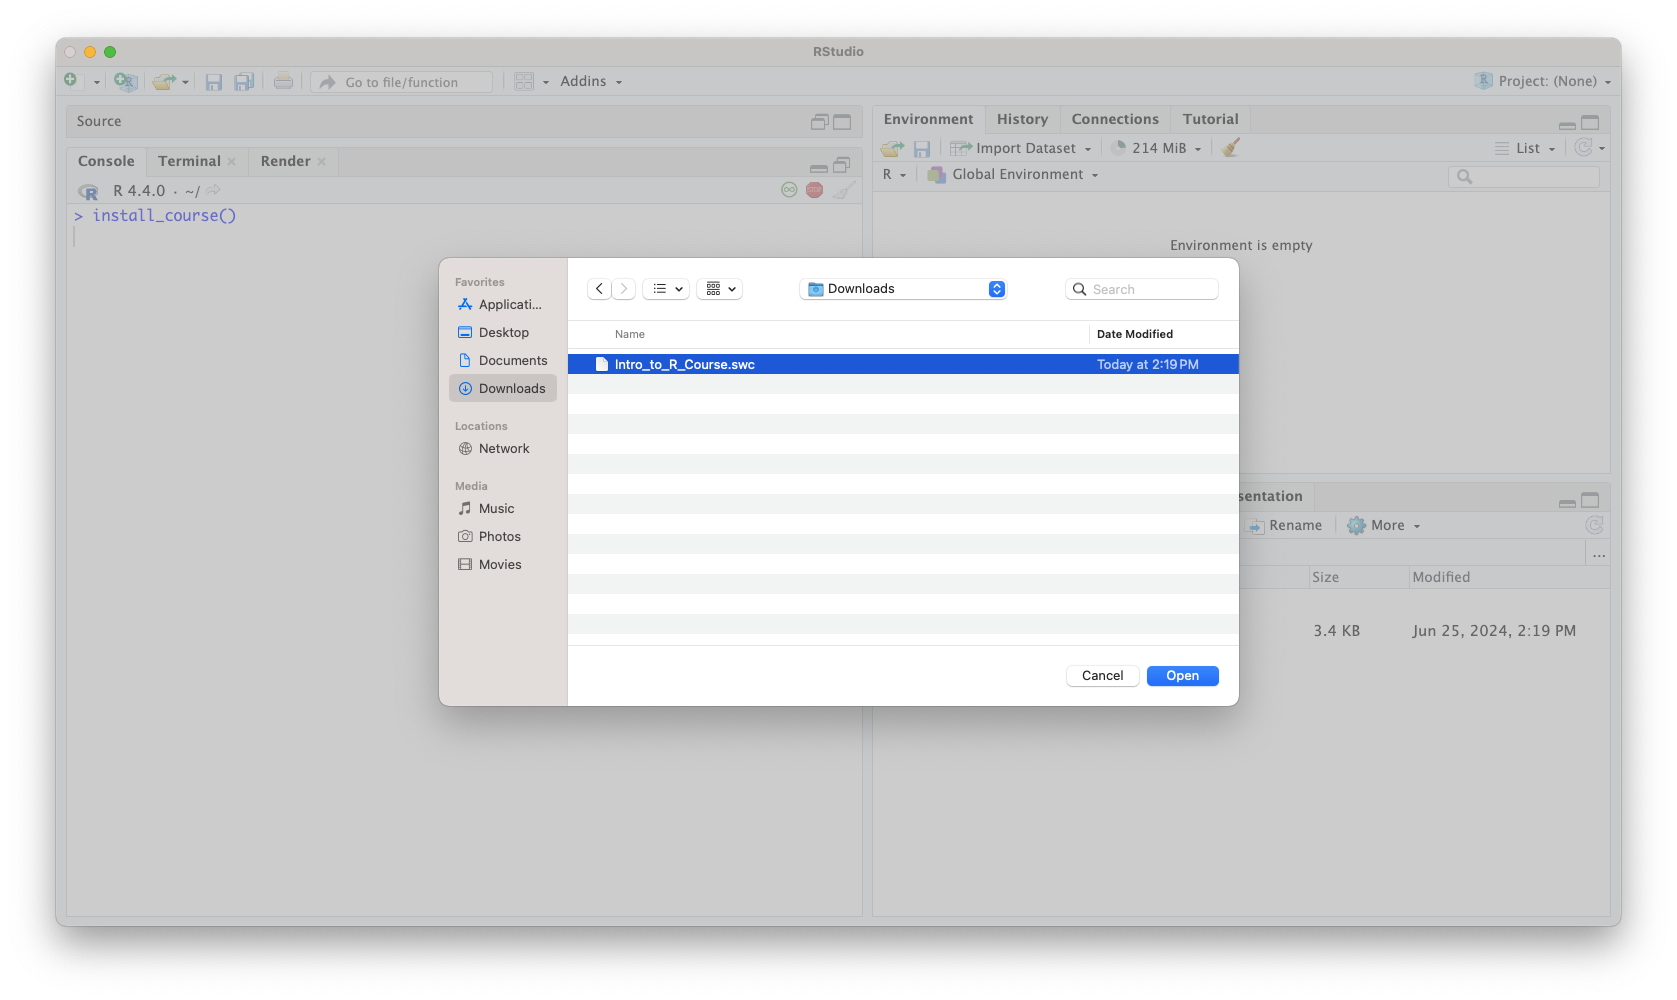 RStudio
Go to file/function
Addins
Project: (None)
Source
Console
Terminal
Render
R 4.4.0 · ~/
> install_course()
Environment
History
Connections
Tutorial
Import Dataset
214 MiB
List
R
Global Environment
Environment is empty
Favorites
Applicati...
Desktop
Documents
Downloads
Locations
Network
Media
Music
Photos
Movies
Downloads
Search
Name
Date Modified
Intro_to_R_Course.swc
Today at 2:19 PM
Cancel
Open
sentation
Rename
More
...
Size
Modified
3.4 KB
Jun 25, 2024, 2:19 PM